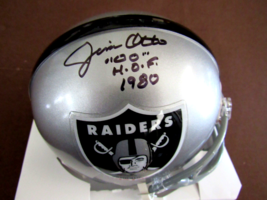 Jim Otto
"00"
H.O.F.
1980
RAIDERS